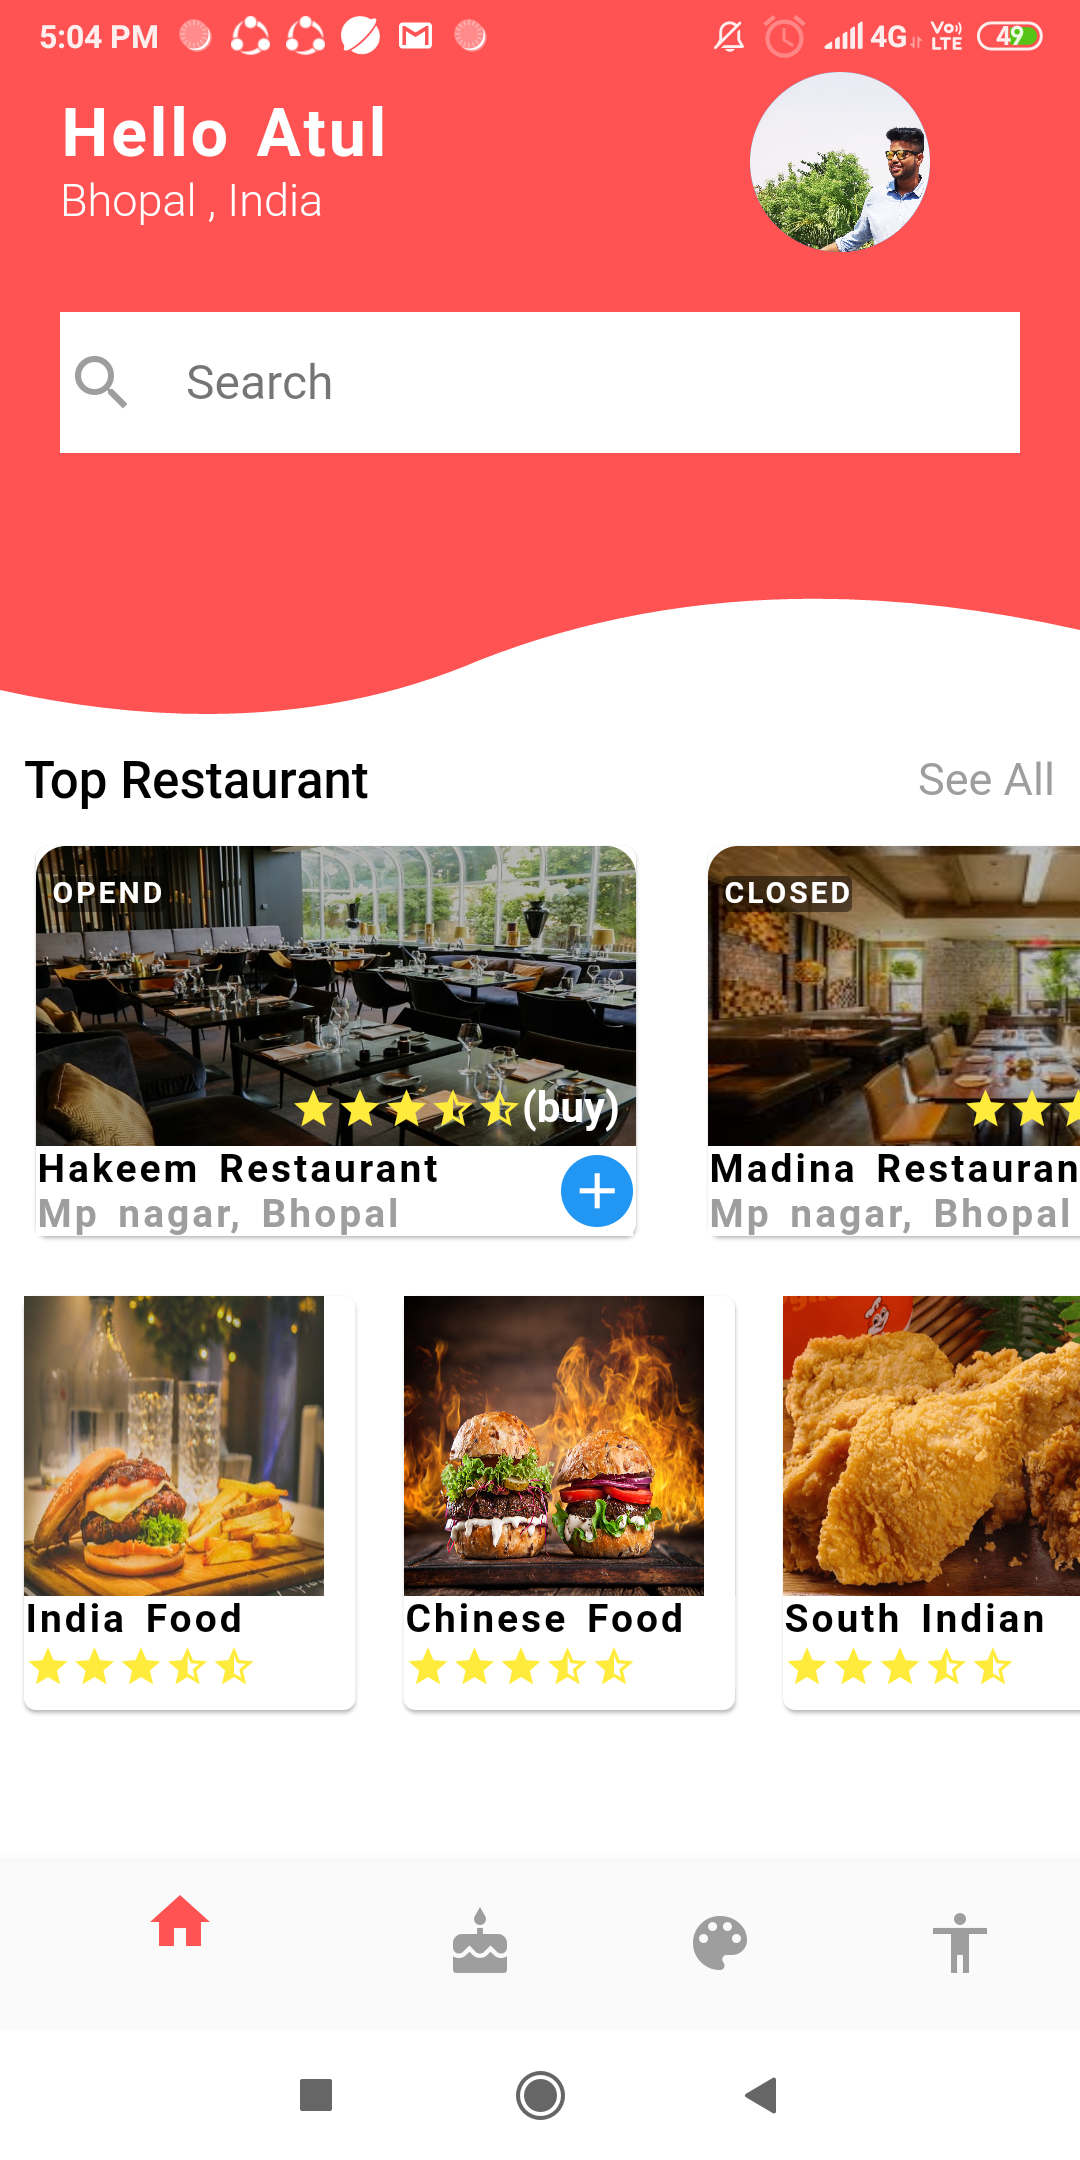 5:04 PM 4G Vo)) LTE 49
Hello Atul
Bhopal , India
Search
Top Restaurant See All
OPEND CLOSED
(buy)
Hakeem Restaurant Madina Restauran
Mp nagar, Bhopal Mp nagar, Bhopal
India Food Chinese Food South Indian